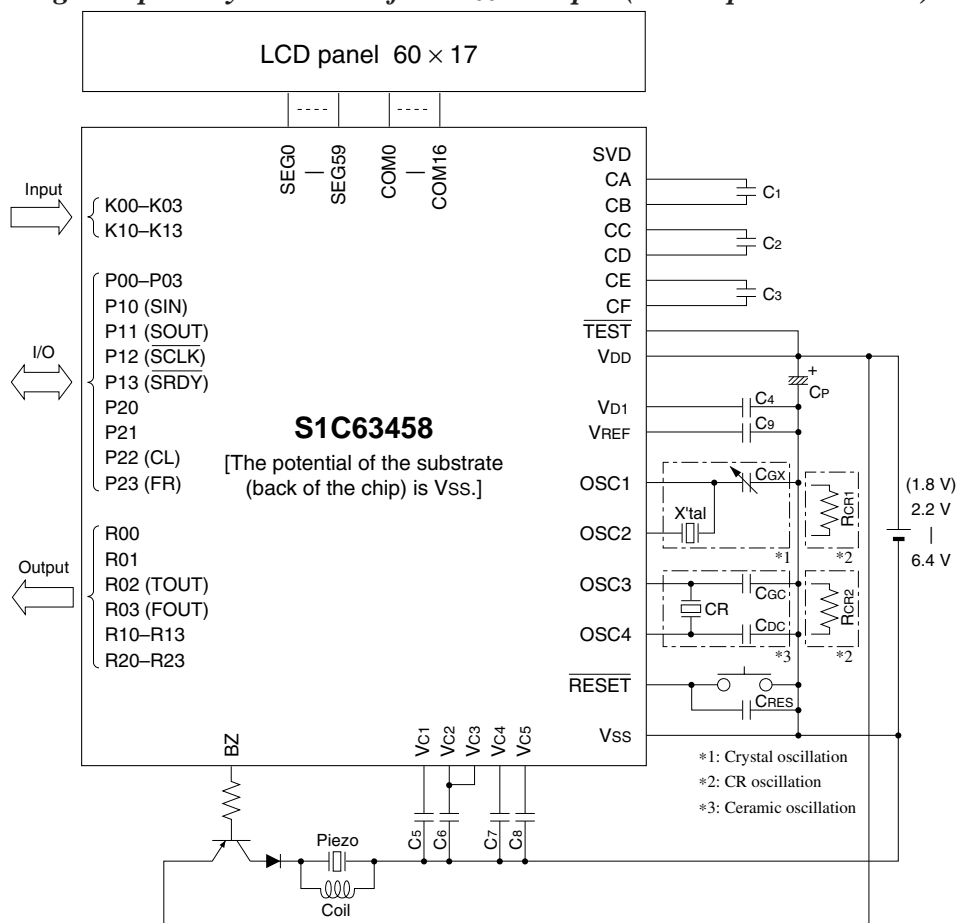 LCD panel 60 × 17
SEG0
SEG59
COM0
COM16
SVD
CA
CB
CC
CD
CE
CF
TEST
VDD
VD1
VREF
OSC1
OSC2
OSC3
OSC4
RESET
VSS
C1
C2
C3
+
CP
C4
C9
CGX
X'tal
*1
RCR1
*2
CGC
CR
CDC
*3
RCR2
*2
CRES
(1.8 V)
2.2 V
|
6.4 V
Input
K00–K03
K10–K13
I/O
P00–P03
P10 (SIN)
P11 (SOUT)
P12 (SCLK)
P13 (SRDY)
P20
P21
P22 (CL)
P23 (FR)
Output
R00
R01
R02 (TOUT)
R03 (FOUT)
R10–R13
R20–R23
S1C63458
[The potential of the substrate
(back of the chip) is VSS.]
*1: Crystal oscillation
*2: CR oscillation
*3: Ceramic oscillation
BZ
VC1
VC2
VC3
VC4
VC5
C5
C6
C7
C8
Piezo
Coil